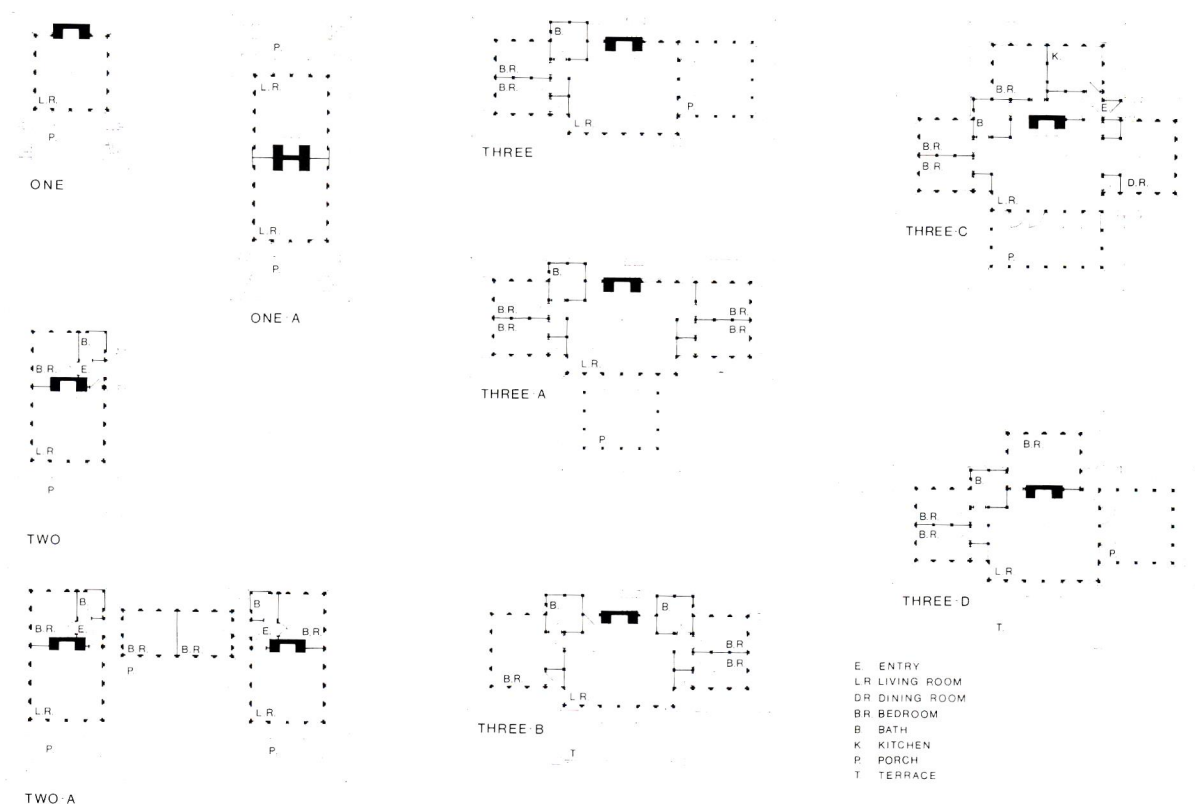 P.
L.R.
P.
ONE
P.
L.R.
L.R.
P.
ONE-A
B.
B.R. E.
L.R.
P
TWO
B.
B.R. E.
L.R.
P
B.R. B.R.
P
B
E. B.R.
L.R.
P.
TWO-A
B.
B.R.
B.R.
L.R
P
THREE
B.
B.R.
B.R.
B.R.
B.R.
L.R
P
THREE-A
B.
B.
B.R.
B.R.
B.R
L.R
THREE-B
T
K.
B.R.
E.
B
B.R
B.R
D.R.
L.R.
P.
THREE-C
B.R.
B
B.R.
B.R.
P
L.R
THREE-D
T.
E. ENTRY
L.R LIVING ROOM
D.R DINING ROOM
B.R BEDROOM
B BATH
K KITCHEN
P. PORCH
T TERRACE